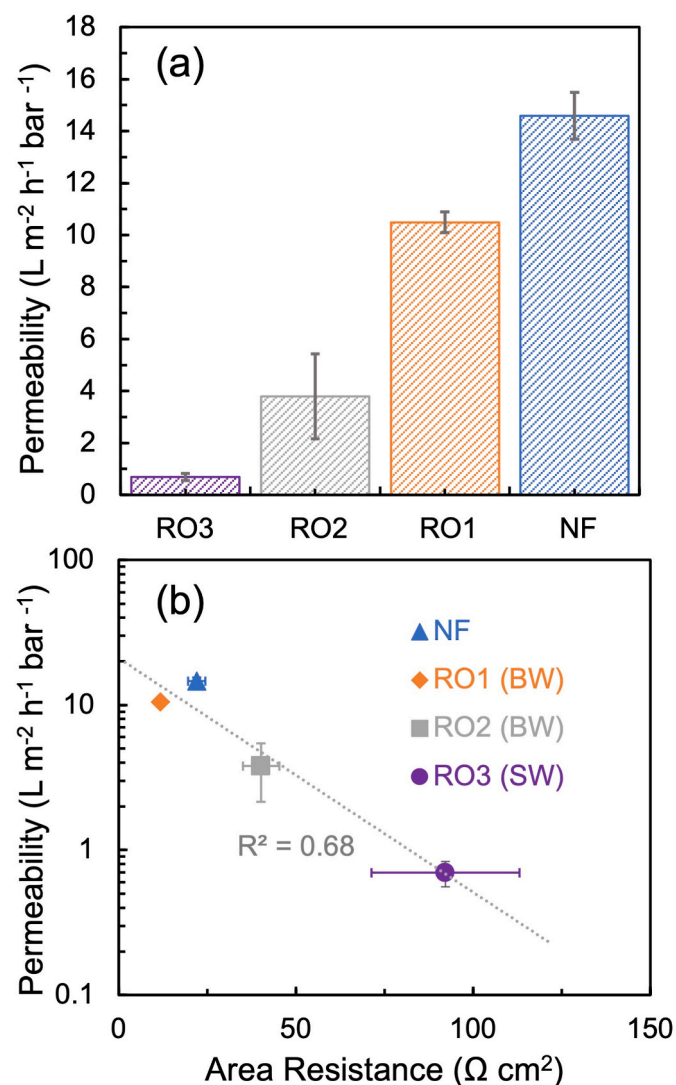 (a)
Permeability (L m⁻² h⁻¹ bar ⁻¹)
18
16
14
12
10
8
6
4
2
0
RO3 RO2 RO1 NF
(b)
Permeability (L m⁻² h⁻¹ bar ⁻¹)
100
10
1
0.1
NF
RO1 (BW)
RO2 (BW)
RO3 (SW)
R² = 0.68
0 50 100 150
Area Resistance (Ω cm²)